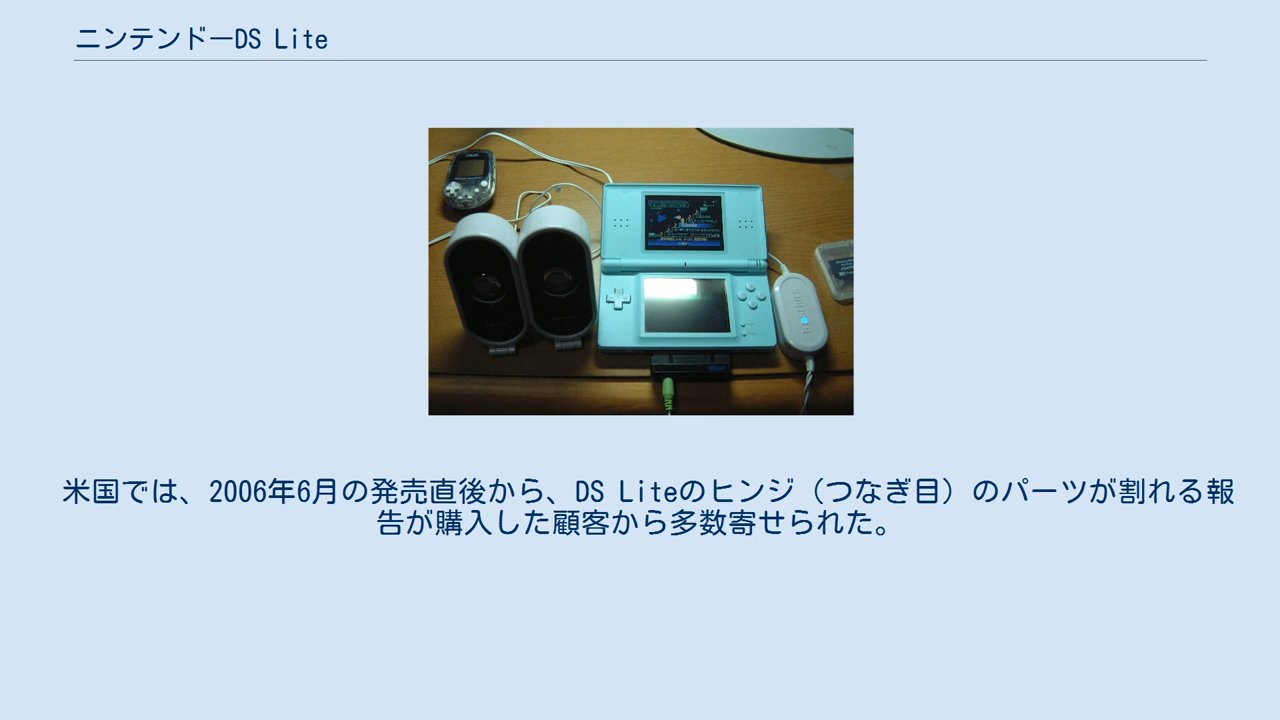 ニンテンドーDS Lite
米国では、2006年6月の発売直後から、DS Liteのヒンジ（つなぎ目）のパーツが割れる報
告が購入した顧客から多数寄せられた。